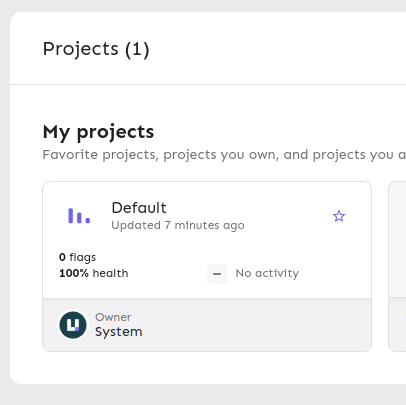 Projects (1)
My projects
Favorite projects, projects you own, and projects you a
Default
Updated 7 minutes ago
0 flags
100% health
No activity
Owner
System